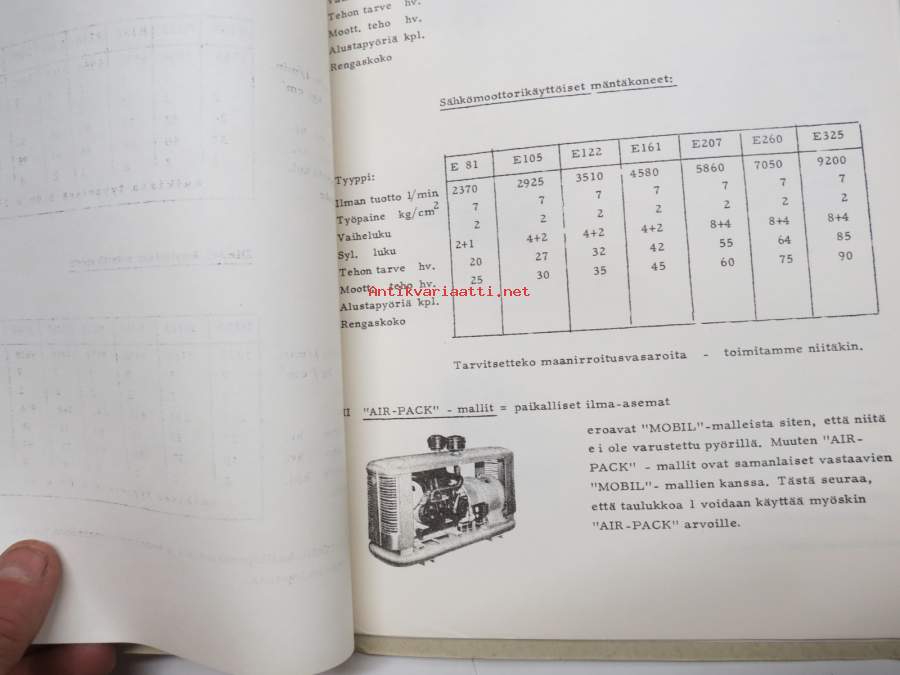 Tehon tarve hv.
Moott. teho hv.
Alustapyöriä kpl.
Rengaskoko
Sähkömoottorikäyttöiset mäntäkoneet:
Tyyppi: E 81 E105 E122 E161 E207 E260 E325
Ilman tuotto l/min 2370 2925 3510 4580 5860 7050 9200
Työpaine kg/cm2 7 7 7 7 7 7 7
Vaiheluku 2 2 2 2 2 2 2
Syl. luku 2+1 4+2 4+2 4+2 8+4 8+4 8+4
Tehon tarve hv. 20 27 32 42 55 64 85
Moott. teho hv. 25 30 35 45 60 75 90
Antikvariaatti.net
Alustapyöriä kpl.
Rengaskoko
Tarvitsetteko maanirroitusvasaroita - toimitamme niitäkin.
"AIR-PACK" - mallit = paikalliset ilma-asemat
eroavat "MOBIL"-malleista siten, että niitä
ei ole varustettu pyörillä. Muuten "AIR-
PACK" - mallit ovat samanlaiset vastaavien
"MOBIL"- mallien kanssa. Tästä seuraa,
että taulukkoa 1 voidaan käyttää myöskin
"AIR-PACK" arvoille.